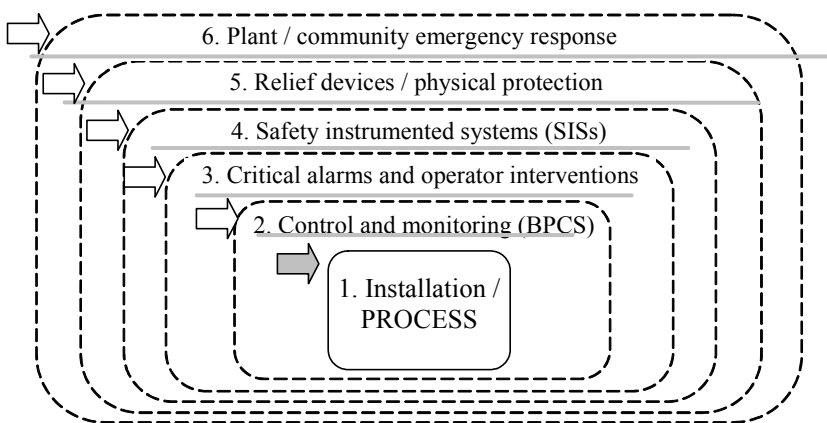 6. Plant / community emergency response
5. Relief devices / physical protection
4. Safety instrumented systems (SISs)
3. Critical alarms and operator interventions
2. Control and monitoring (BPCS)
1. Installation /
PROCESS